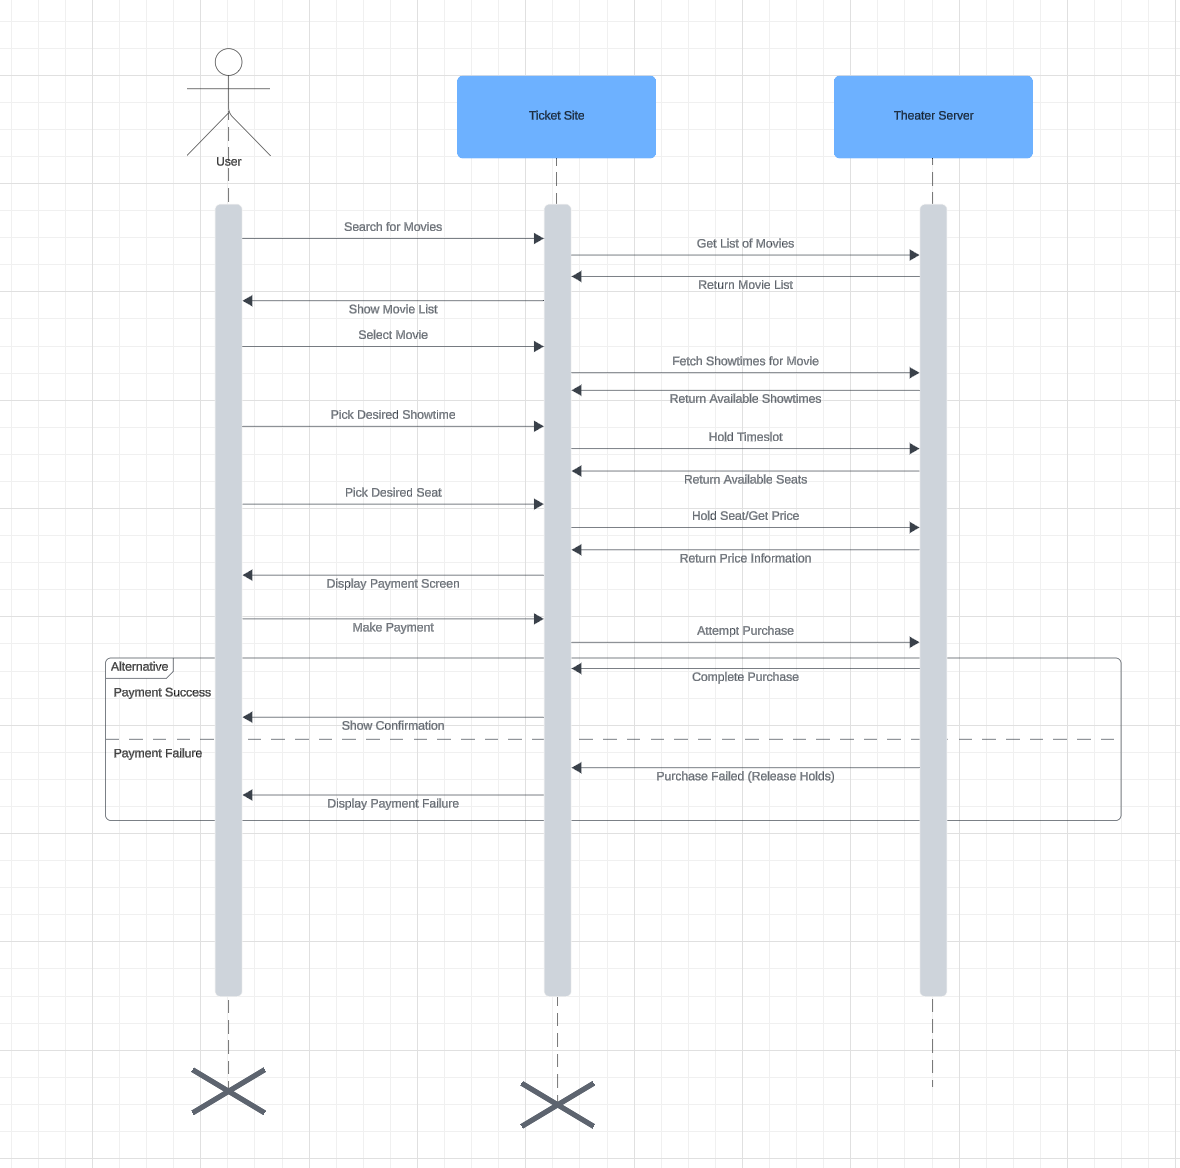 Ticket Site
Theater Server
User
Search for Movies
Get List of Movies
Return Movie List
Show Movie List
Select Movie
Fetch Showtimes for Movie
Return Available Showtimes
Pick Desired Showtime
Hold Timeslot
Return Available Seats
Pick Desired Seat
Hold Seat/Get Price
Return Price Information
Display Payment Screen
Make Payment
Attempt Purchase
Alternative
Complete Purchase
Payment Success
Show Confirmation
Payment Failure
Purchase Failed (Release Holds)
Display Payment Failure